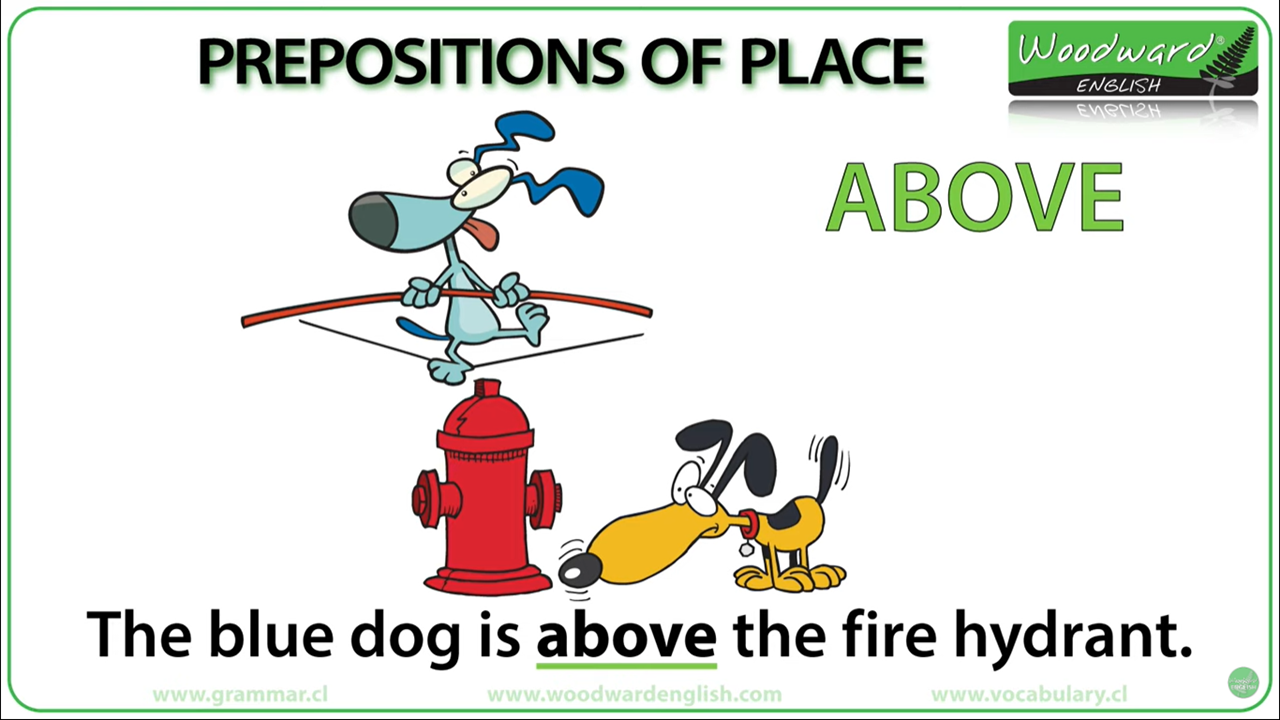 PREPOSITIONS OF PLACE
Woodward®
ENGLISH
ABOVE
The blue dog is above the fire hydrant.
www.grammar.cl www.woodwardenglish.com www.vocabulary.cl